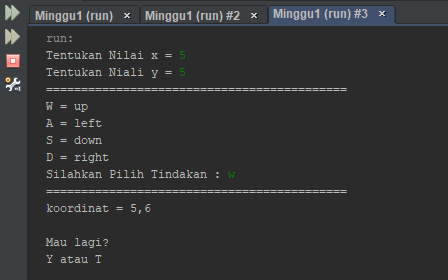 Minggu1 (run) × Minggu1 (run) #2 × Minggu1 (run) #3 ×
run:
Tentukan Nilai x = 5
Tentukan Niali y = 5
===========================================
W = up
A = left
S = down
D = right
Silahkan Pilih Tindakan : w
===========================================
koordinat = 5,6
Mau lagi?
Y atau T